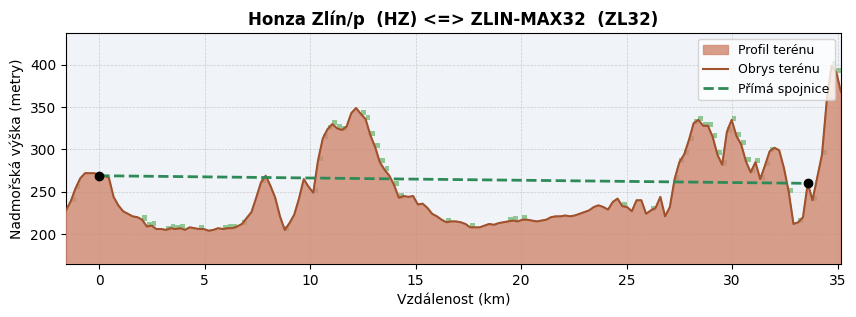 Honza Zlín/p  (HZ) <=> ZLIN-MAX32  (ZL32)
Profil terénu
Obrys terénu
Přímá spojnice
Nadmořská výška (metry)
400
350
300
250
200
0
5
10
15
20
25
30
35
Vzdálenost (km)